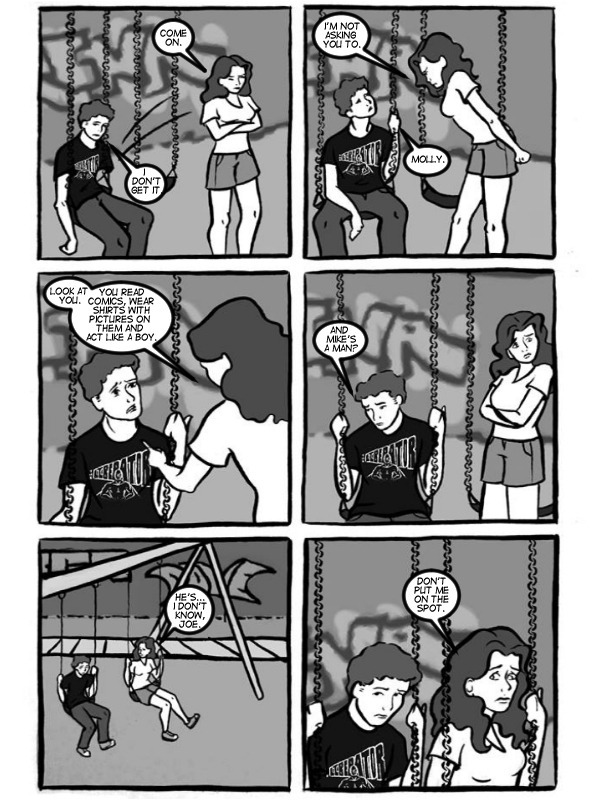 COME
ON.
I
DON'T
GET IT
I'M NOT
ASKING
YOU TO.
MOLLY.
LOOK AT
YOU.
YOU READ
COMICS, WEAR
SHIRTS WITH
PICTURES ON
THEM AND
ACT LIKE A BOY.
AND
MIKE'S
A MAN?
HE'S...
I DON'T
KNOW,
JOE.
DON'T
PUT ME
ON THE
SPOT.